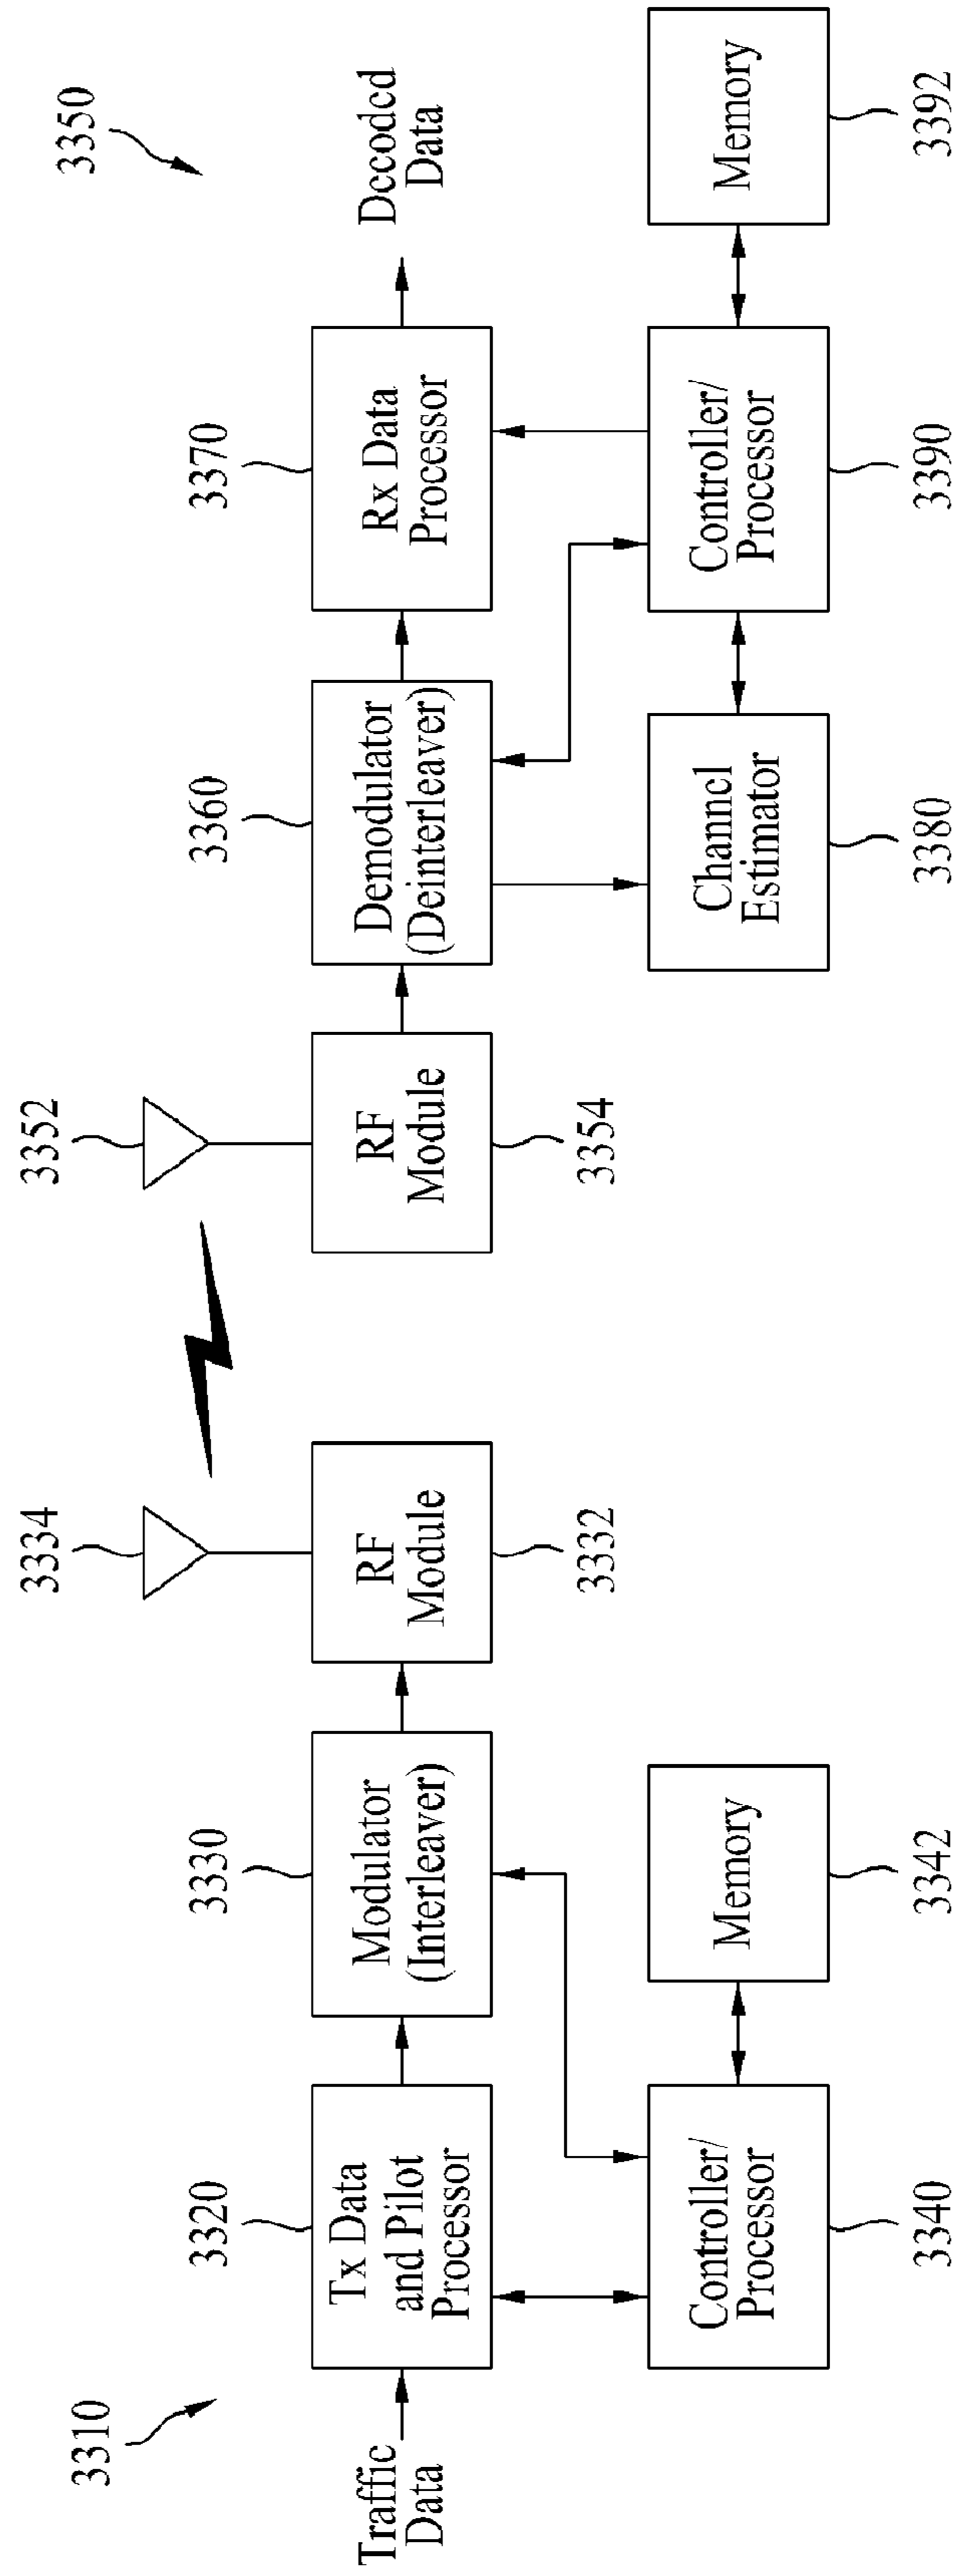 3310
Traffic
Data
3320
Tx Data
and Pilot
Processor
3330
Modulator
(Interleaver)
3334
RF
Module
3332
Controller/
Processor
3340
Memory
3342
3350
3352
RF
Module
3354
3360
Demodulator
(Deinterleaver)
3370
Rx Data
Processor
Decoded
Data
Channel
Estimator
3380
Controller/
Processor
3390
Memory
3392